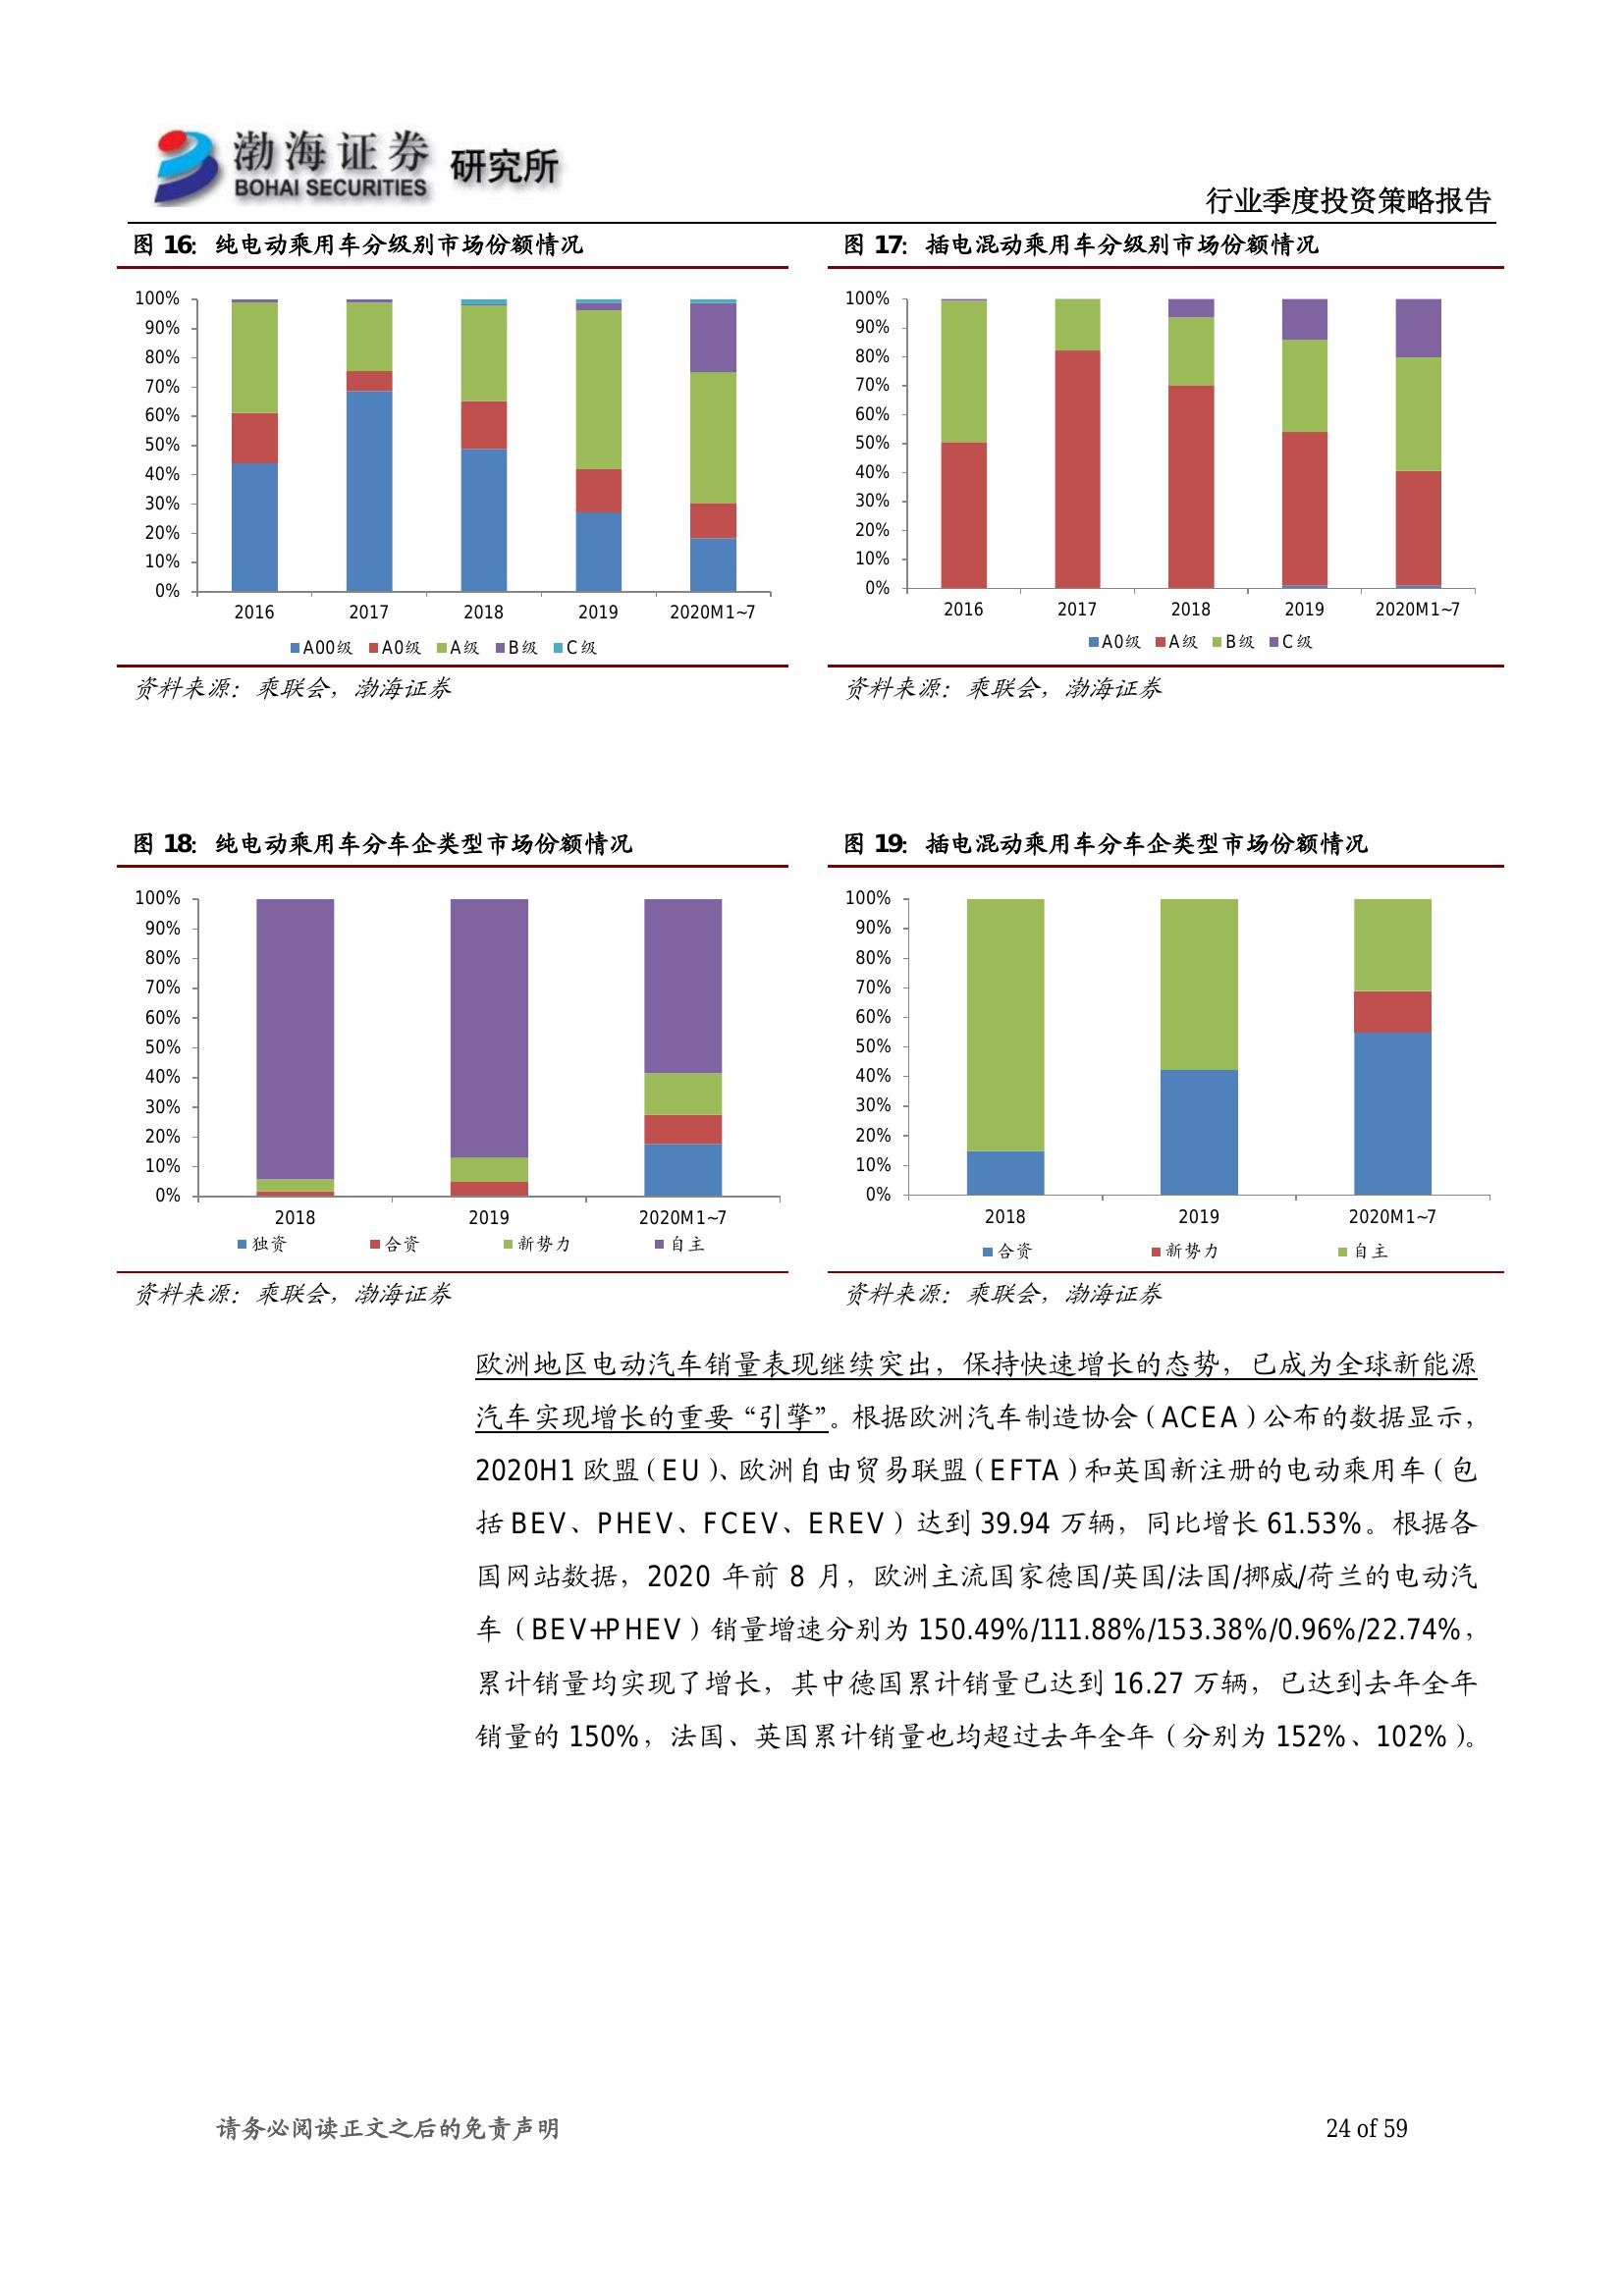 渤海证券 研究所
BOHAI SECURITIES
行业季度投资策略报告
图 16：纯电动乘用车分级别市场份额情况
100%
90%
80%
70%
60%
50%
40%
30%
20%
10%
0%
2016 2017 2018 2019 2020M1~7
A00级 A0级 A级 B级 C级
资料来源：乘联会，渤海证券
图 17：插电混动乘用车分级别市场份额情况
100%
90%
80%
70%
60%
50%
40%
30%
20%
10%
0%
2016 2017 2018 2019 2020M1~7
A0级 A级 B级 C级
资料来源：乘联会，渤海证券
图 18：纯电动乘用车分车企类型市场份额情况
100%
90%
80%
70%
60%
50%
40%
30%
20%
10%
0%
2018 2019 2020M1~7
独资 合资 新势力 自主
资料来源：乘联会，渤海证券
图 19：插电混动乘用车分车企类型市场份额情况
100%
90%
80%
70%
60%
50%
40%
30%
20%
10%
0%
2018 2019 2020M1~7
合资 新势力 自主
资料来源：乘联会，渤海证券
欧洲地区电动汽车销量表现继续突出，保持快速增长的态势，已成为全球新能源
汽车实现增长的重要“引擎”。根据欧洲汽车制造协会（ACEA）公布的数据显示，
2020H1 欧盟（EU）、欧洲自由贸易联盟（EFTA）和英国新注册的电动乘用车（包
括 BEV、PHEV、FCEV、EREV）达到 39.94 万辆，同比增长 61.53%。根据各
国网站数据，2020 年前 8 月，欧洲主流国家德国/英国/法国/挪威/荷兰的电动汽
车（BEV+PHEV）销量增速分别为 150.49%/111.88%/153.38%/0.96%/22.74%，
累计销量均实现了增长，其中德国累计销量已达到 16.27 万辆，已达到去年全年
销量的 150%，法国、英国累计销量也均超过去年全年（分别为 152%、102%）。
请务必阅读正文之后的免责声明
24 of 59